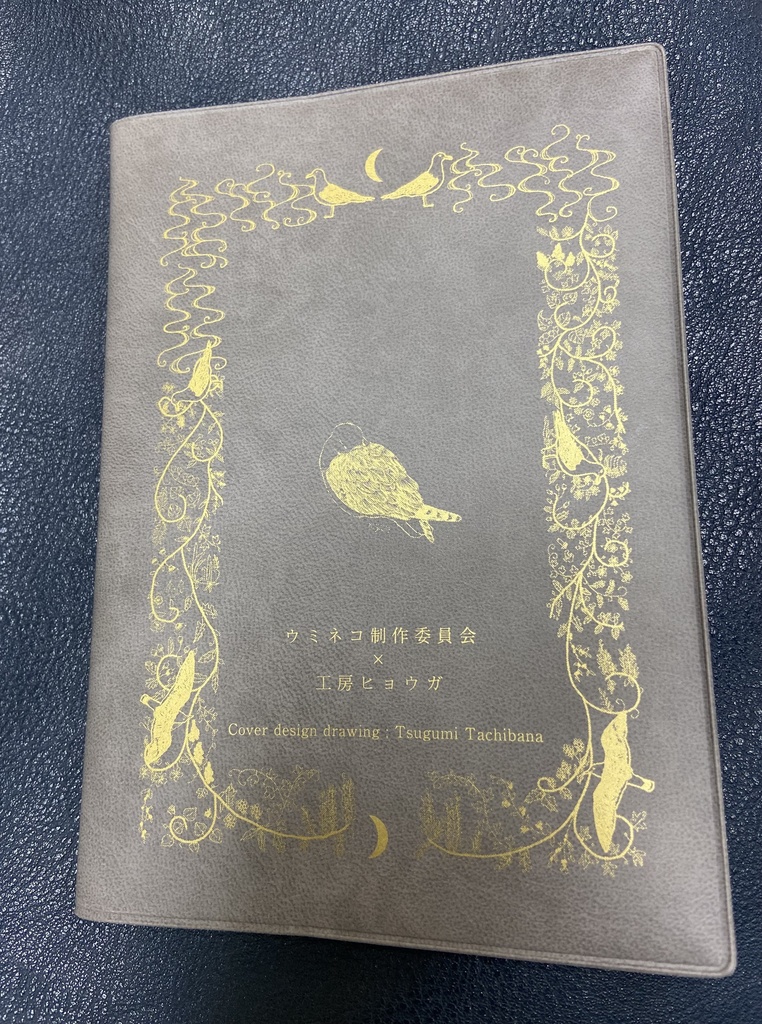 ウミネコ制作委員会
×
工房ヒョウガ
Cover design drawing : Tsugumi Tachibana